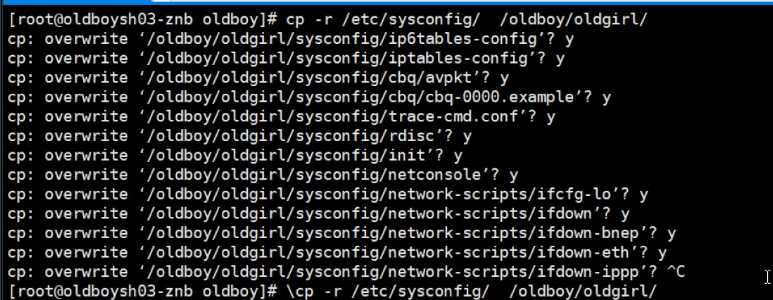 [root@oldboysh03-znb oldboy]# cp -r /etc/sysconfig/  /oldboy/oldgirl/
cp: overwrite ‘/oldboy/oldgirl/sysconfig/ip6tables-config’? y
cp: overwrite ‘/oldboy/oldgirl/sysconfig/iptables-config’? y
cp: overwrite ‘/oldboy/oldgirl/sysconfig/cbq/avpkt’? y
cp: overwrite ‘/oldboy/oldgirl/sysconfig/cbq/cbq-0000.example’? y
cp: overwrite ‘/oldboy/oldgirl/sysconfig/trace-cmd.conf’? y
cp: overwrite ‘/oldboy/oldgirl/sysconfig/rdisc’? y
cp: overwrite ‘/oldboy/oldgirl/sysconfig/init’? y
cp: overwrite ‘/oldboy/oldgirl/sysconfig/netconsole’? y
cp: overwrite ‘/oldboy/oldgirl/sysconfig/network-scripts/ifcfg-lo’? y
cp: overwrite ‘/oldboy/oldgirl/sysconfig/network-scripts/ifdown’? y
cp: overwrite ‘/oldboy/oldgirl/sysconfig/network-scripts/ifdown-bnep’? y
cp: overwrite ‘/oldboy/oldgirl/sysconfig/network-scripts/ifdown-eth’? y
cp: overwrite ‘/oldboy/oldgirl/sysconfig/network-scripts/ifdown-ippp’? ^C
[root@oldboysh03-znb oldboy]# \cp -r /etc/sysconfig/  /oldboy/oldgirl/